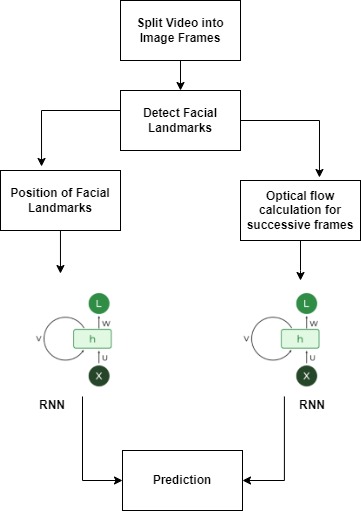 Split Video into
Image Frames
Detect Facial
Landmarks
Position of Facial
Landmarks
Optical flow
calculation for
successive frames
L
W
V
h
U
X
RNN
L
W
V
h
U
X
RNN
Prediction